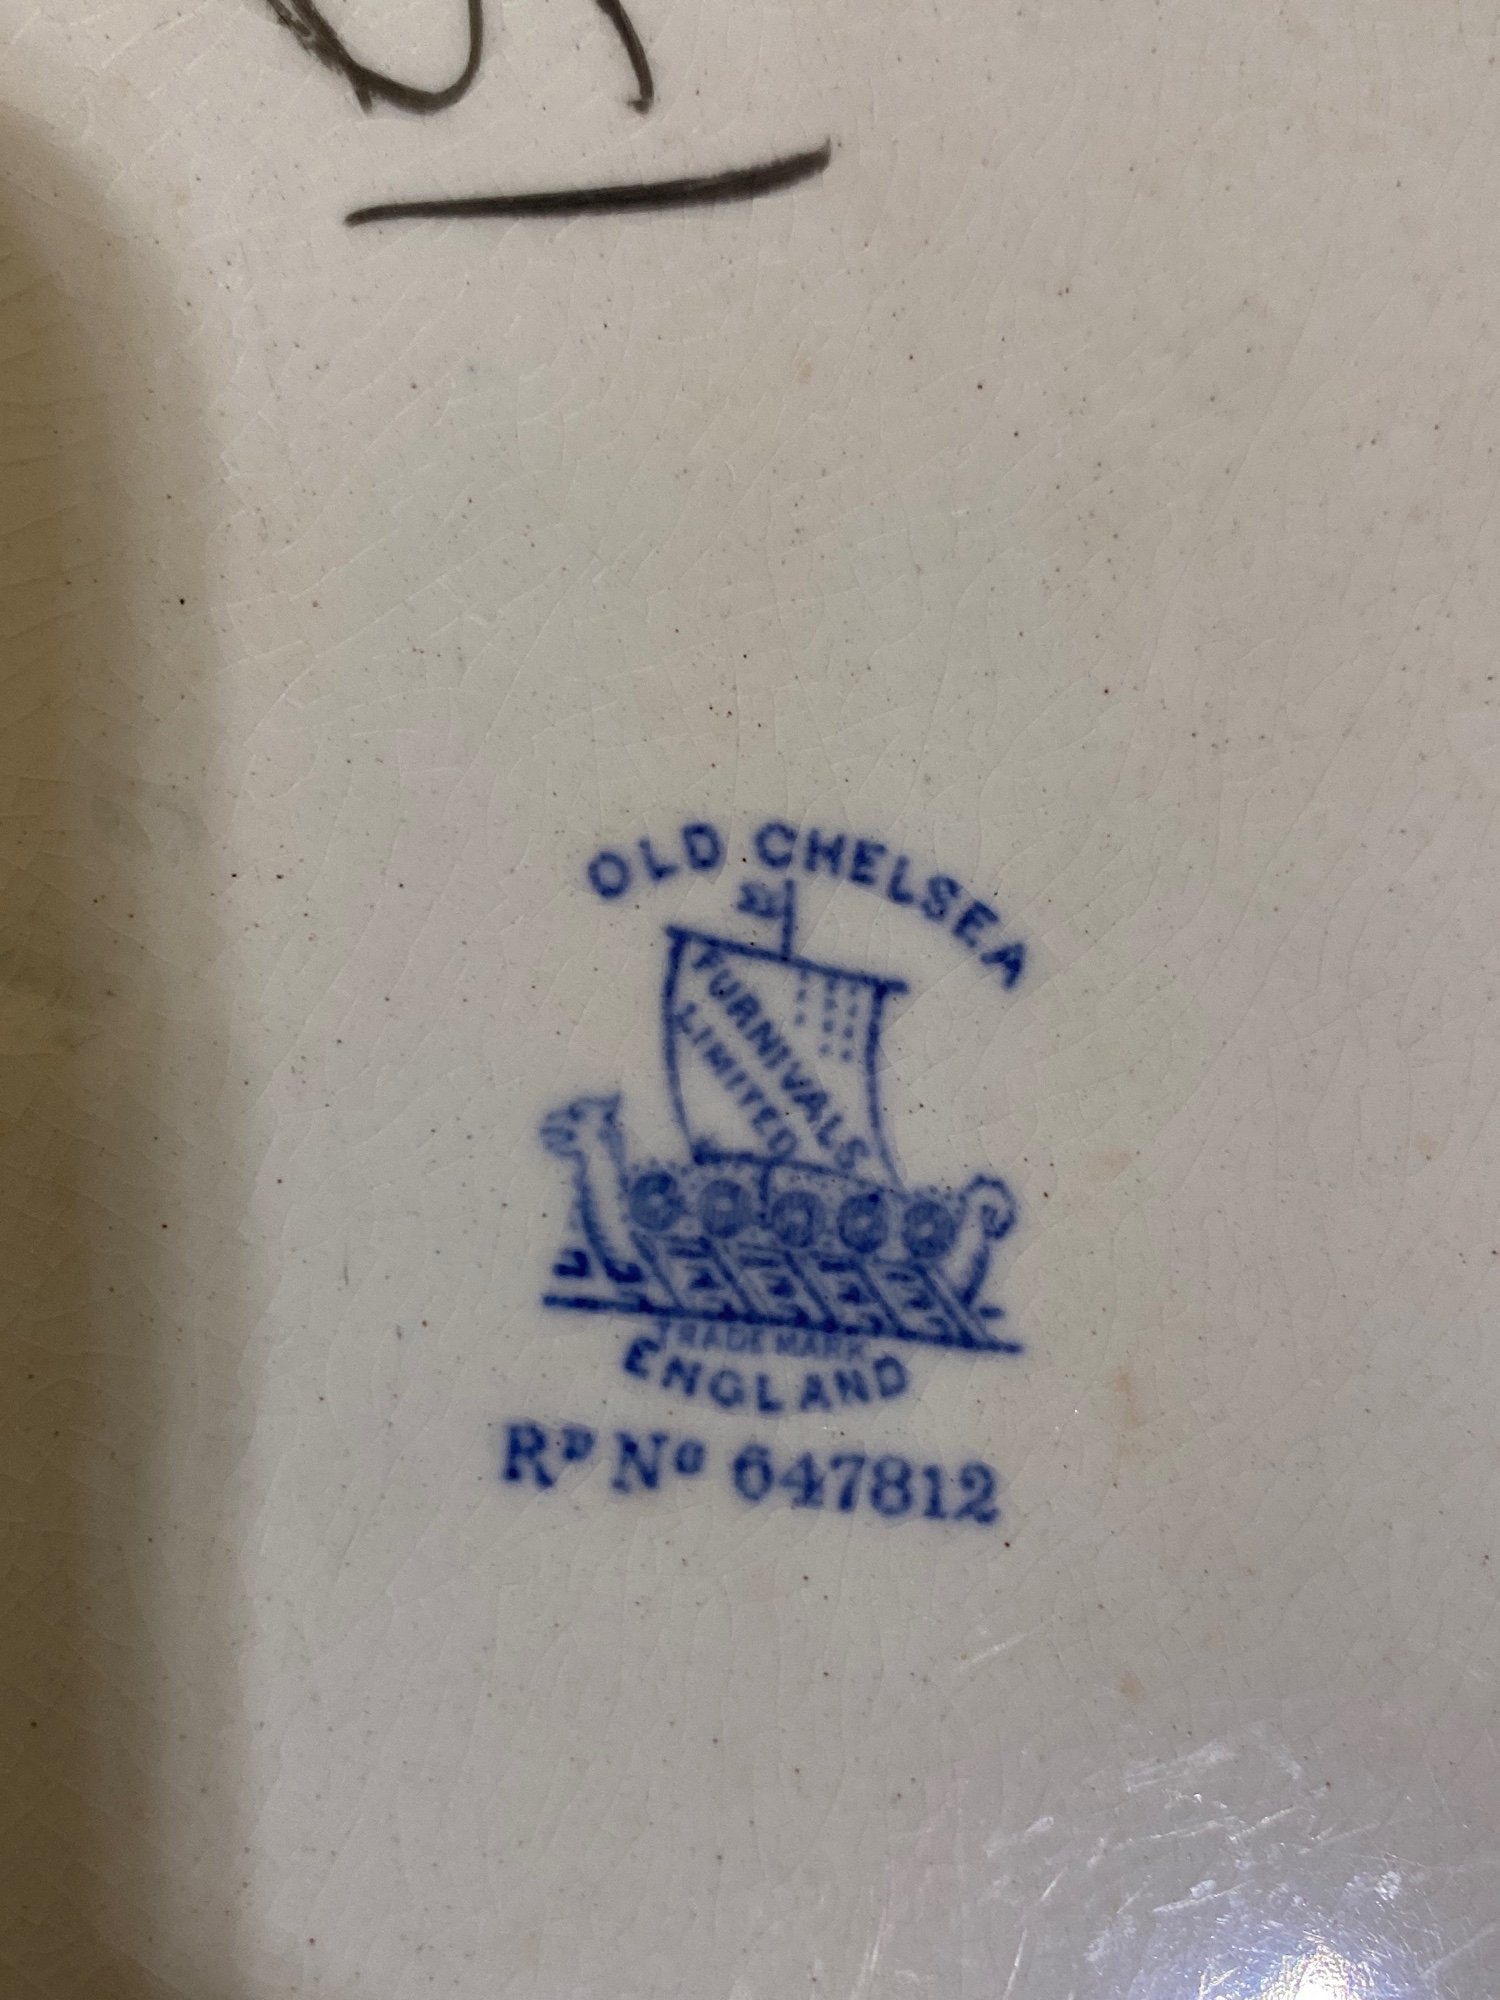 OLD CHELSEA
FURNIVALS
LIMITED
TRADE MARK
ENGLAND
RD No 647812